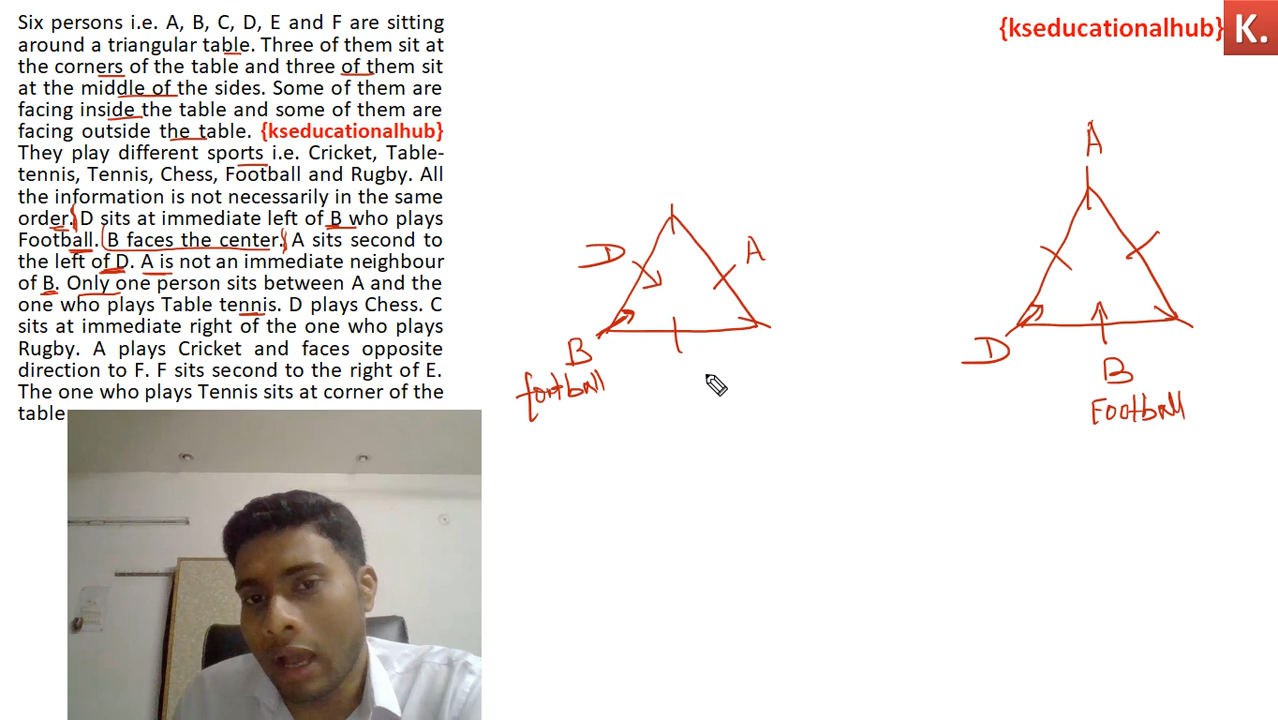 Six persons i.e. A, B, C, D, E and F are sitting
around a triangular table. Three of them sit at
the corners of the table and three of them sit
at the middle of the sides. Some of them are
facing inside the table and some of them are
facing outside the table. {kseducationalhub}
They play different sports i.e. Cricket, Table-
tennis, Tennis, Chess, Football and Rugby. All
the information is not necessarily in the same
order. D sits at immediate left of B who plays
Football. B faces the center. A sits second to
the left of D. A is not an immediate neighbour
of B. Only one person sits between A and the
one who plays Table tennis. D plays Chess. C
sits at immediate right of the one who plays
Rugby. A plays Cricket and faces opposite
direction to F. F sits second to the right of E.
The one who plays Tennis sits at corner of the
table
{kseducationalhub} K.
D
A
B
football
A
D
B
Football